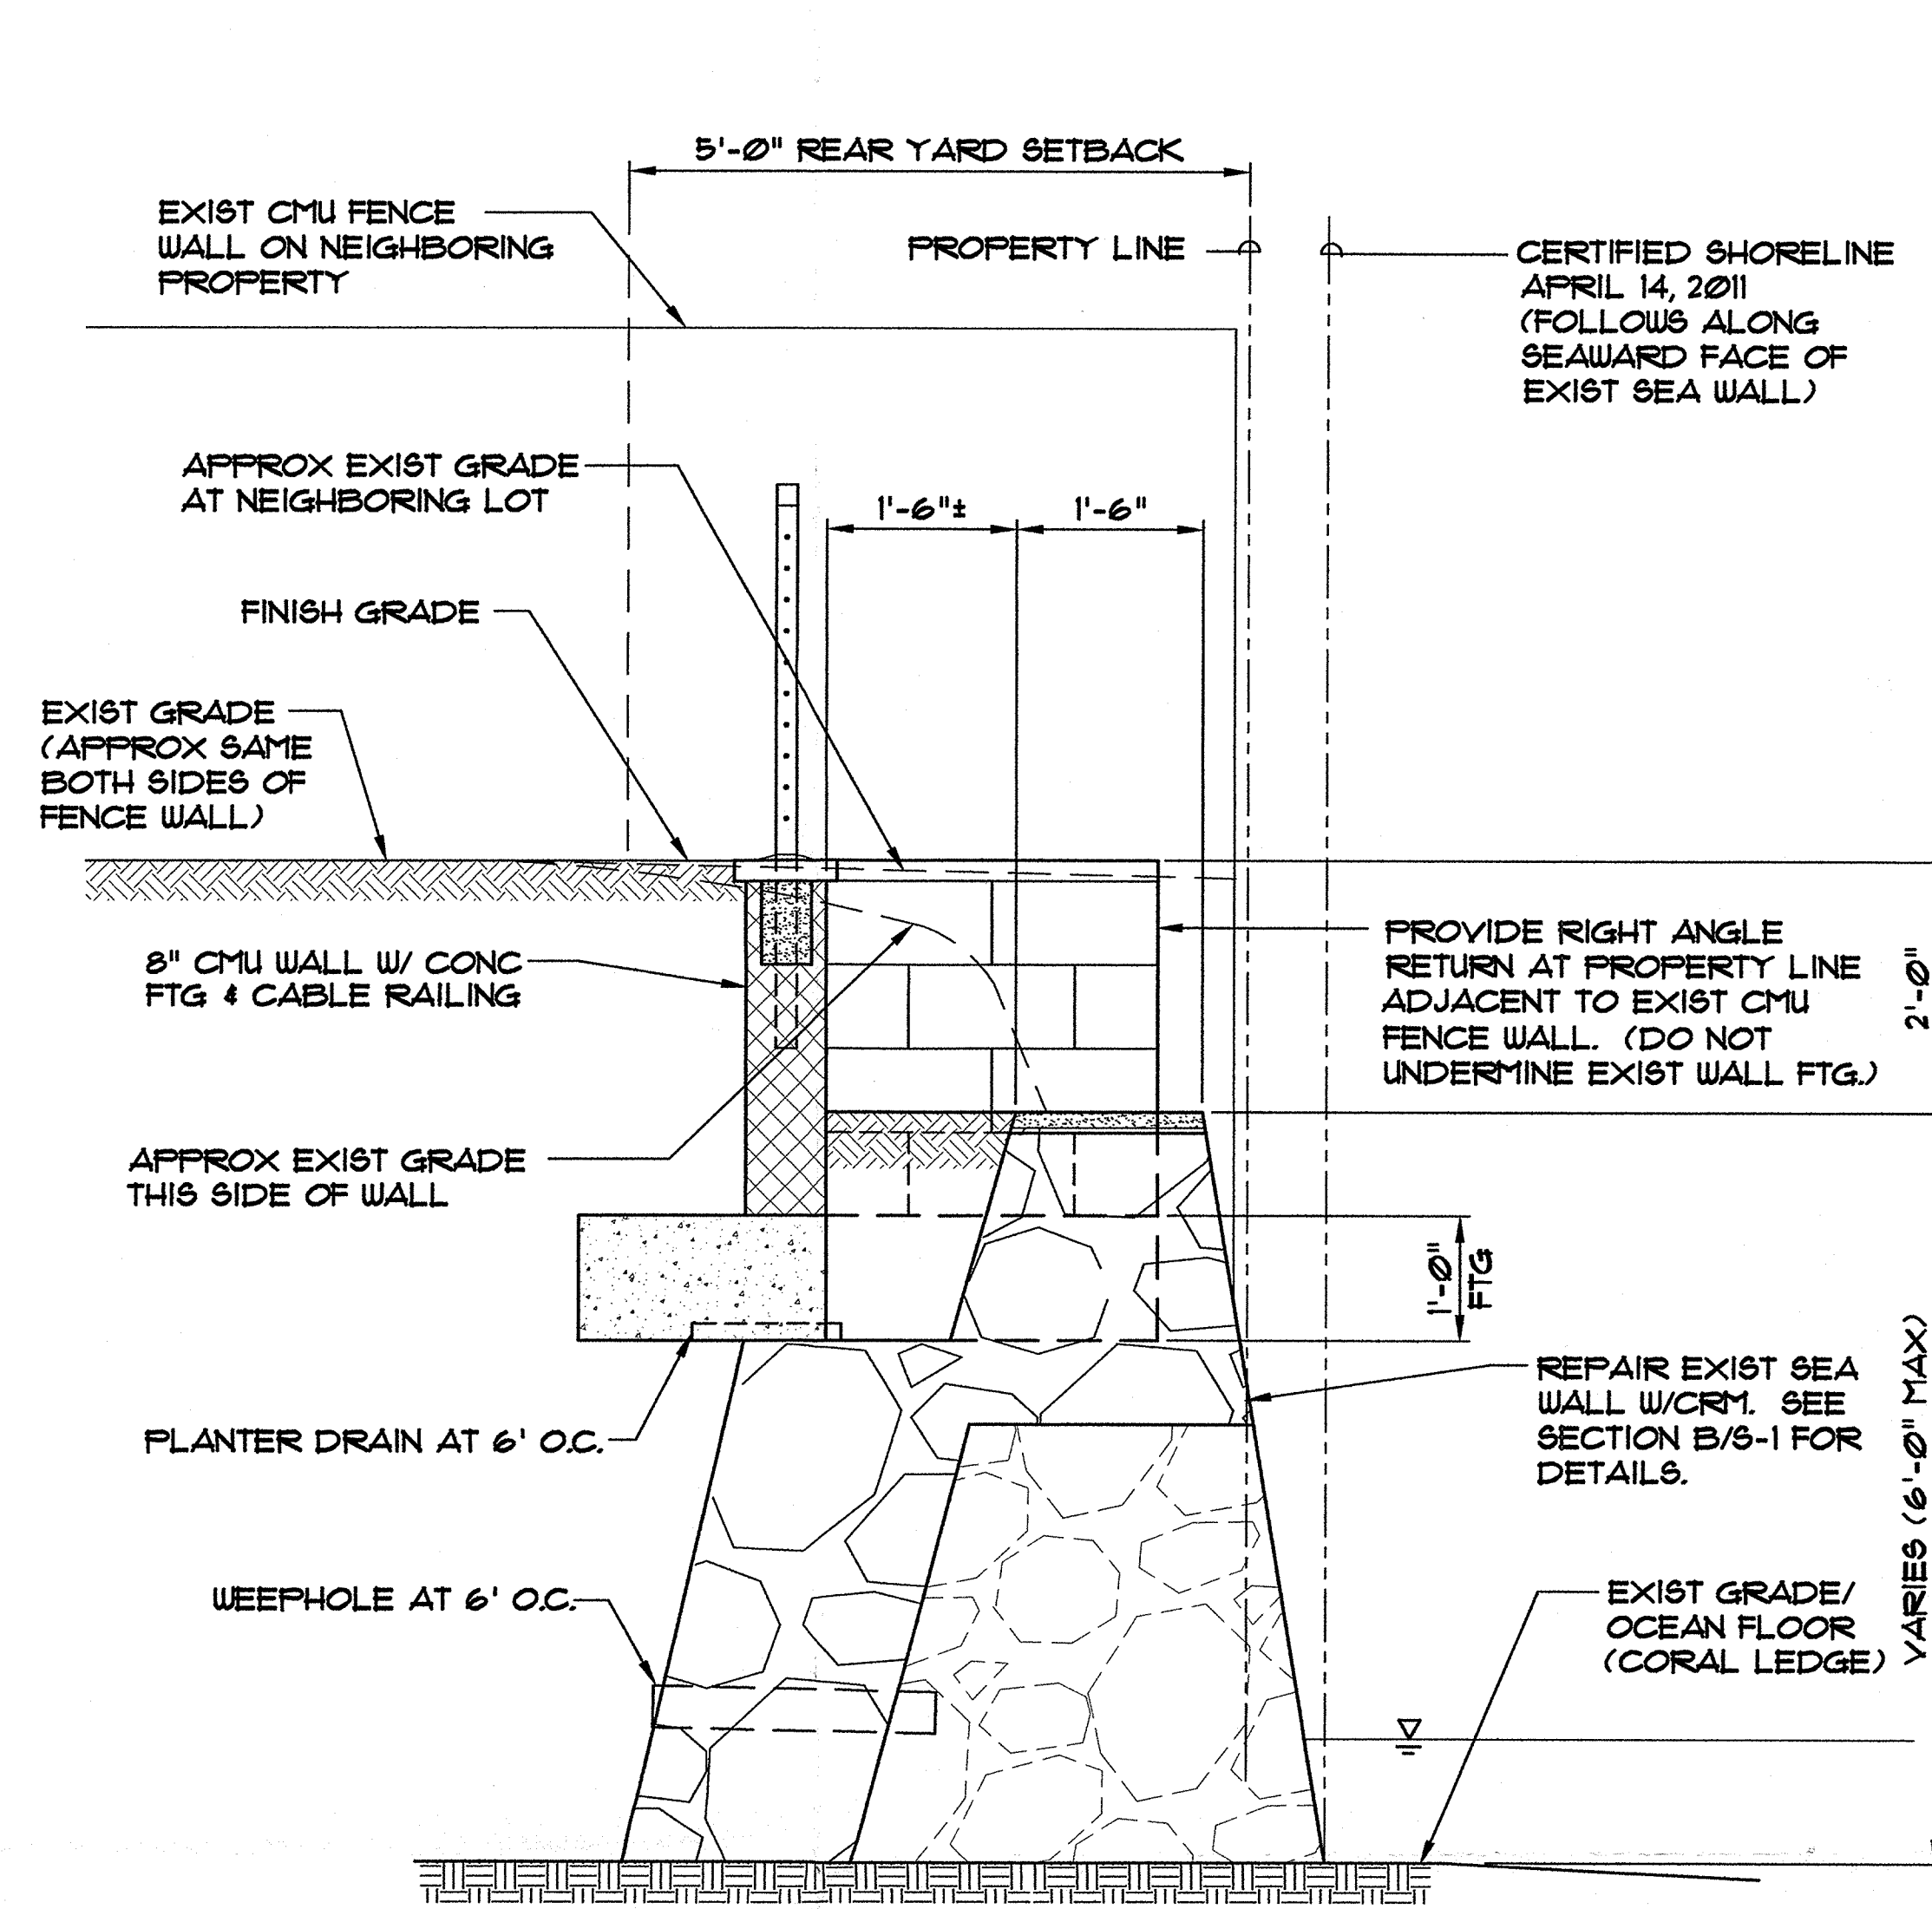 5'-0" REAR YARD SETBACK
EXIST CMU FENCE
WALL ON NEIGHBORING
PROPERTY
PROPERTY LINE
CERTIFIED SHORELINE
APRIL 14, 2011
(FOLLOWS ALONG
SEAWARD FACE OF
EXIST SEA WALL)
APPROX EXIST GRADE
AT NEIGHBORING LOT
1'-6"±
1'-6"
FINISH GRADE
EXIST GRADE
(APPROX SAME
BOTH SIDES OF
FENCE WALL)
8" CMU WALL W/ CONC
FTG & CABLE RAILING
PROVIDE RIGHT ANGLE
RETURN AT PROPERTY LINE
ADJACENT TO EXIST CMU
FENCE WALL. (DO NOT
UNDERMINE EXIST WALL FTG.)
2'-0"
APPROX EXIST GRADE
THIS SIDE OF WALL
1'-0"
FTG
PLANTER DRAIN AT 6' O.C.
REPAIR EXIST SEA
WALL W/CRM. SEE
SECTION B/S-1 FOR
DETAILS.
VARIES (6'-0" MAX)
WEEPHOLE AT 6' O.C.
EXIST GRADE/
OCEAN FLOOR
(CORAL LEDGE)